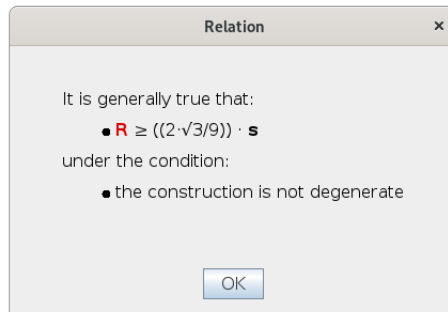 Relation
×
It is generally true that:
● R ≥ ((2·√3/9)) · s
under the condition:
● the construction is not degenerate
OK